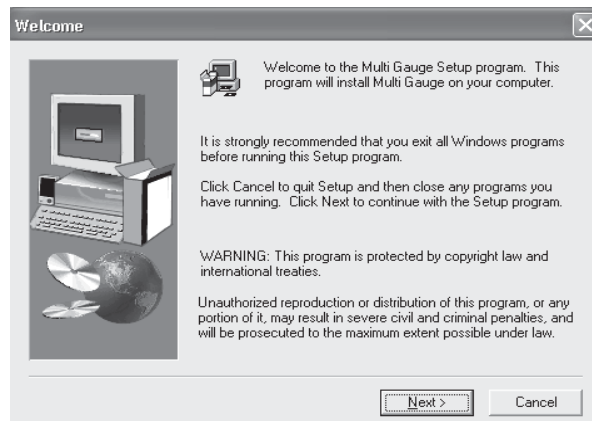 Welcome
Welcome to the Multi Gauge Setup program. This
program will install Multi Gauge on your computer.
It is strongly recommended that you exit all Windows programs
before running this Setup program.
Click Cancel to quit Setup and then close any programs you
have running. Click Next to continue with the Setup program.
WARNING: This program is protected by copyright law and
international treaties.
Unauthorized reproduction or distribution of this program, or any
portion of it, may result in severe civil and criminal penalties, and
will be prosecuted to the maximum extent possible under law.
Next >
Cancel